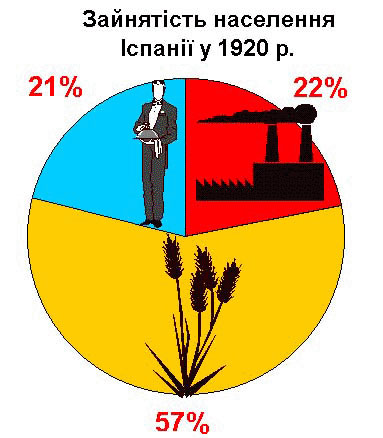 Зайнятість населення
Іспанії у 1920 р.
21%
22%
57%